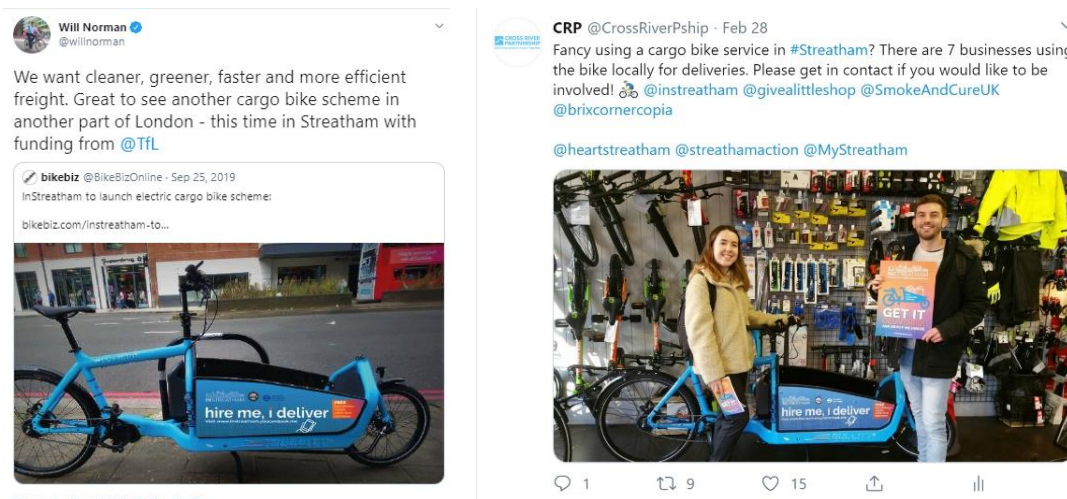 Will Norman
@willnorman
We want cleaner, greener, faster and more efficient
freight. Great to see another cargo bike scheme in
another part of London - this time in Streatham with
funding from @TfL
bikebiz @BikeBizOnline · Sep 25, 2019
InStreatham to launch electric cargo bike scheme:
bikebiz.com/instreatham-to...
hire me, i deliver
CROSS RIVER
PARTNERSHIP
CRP @CrossRiverPship · Feb 28
Fancy using a cargo bike service in #Streatham? There are 7 businesses using
the bike locally for deliveries. Please get in contact if you would like to be
involved! @instreatham @givealittleshop @SmokeAndCureUK
@brixcornercopia
@heartstreatham @streathamaction @MyStreatham
GET IT
hire me, i deliver
1 9 15